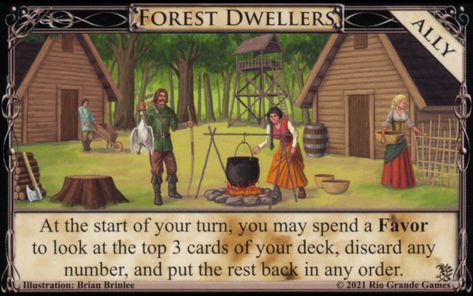 FOREST DWELLERS
ALLY
At the start of your turn, you may spend a Favor
to look at the top 3 cards of your deck, discard any
number, and put the rest back in any order.
Illustration: Brian Brinlee
© 2021 Rio Grande Games